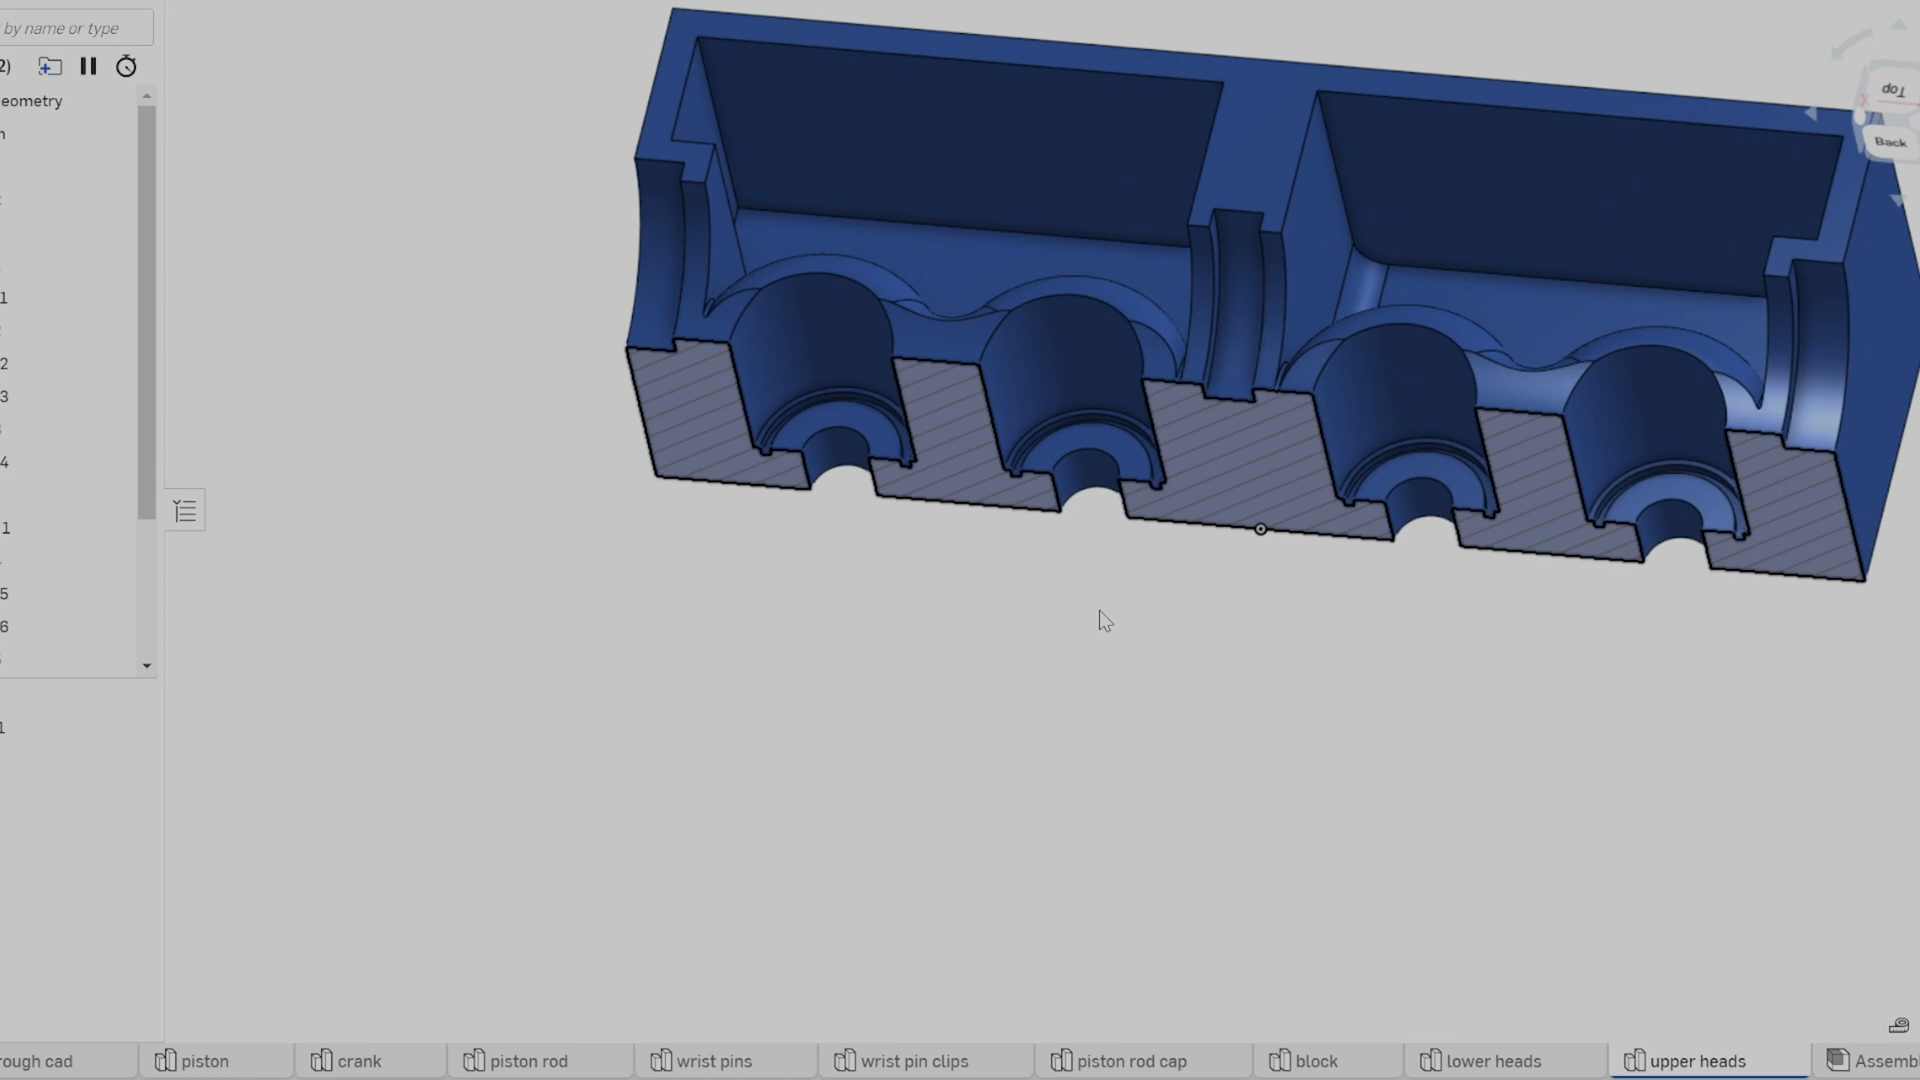 by name or type
2)
eometry
n
1
2
3
4
1
5
6
1
Top
X
Back
rough cad
piston
crank
piston rod
wrist pins
wrist pin clips
piston rod cap
block
lower heads
upper heads
Assembl